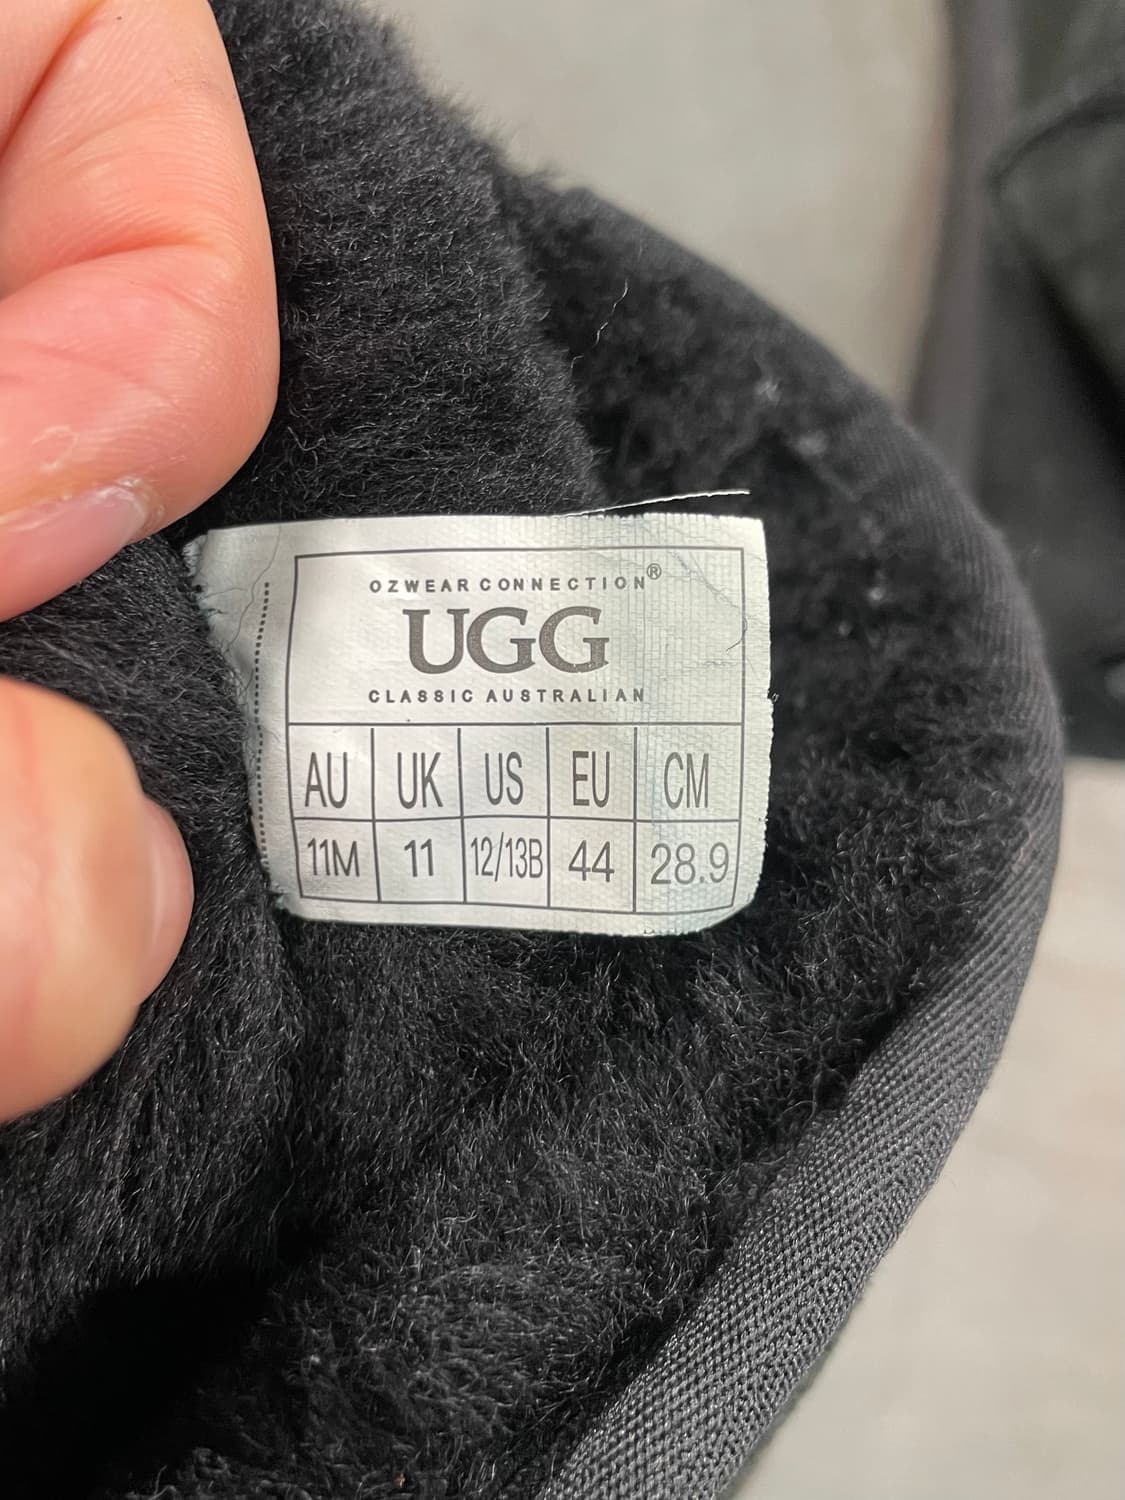 OZWEAR CONNECTION®
UGG
CLASSIC AUSTRALIAN
AU UK US EU CM
11M 11 12/13B 44 28.9